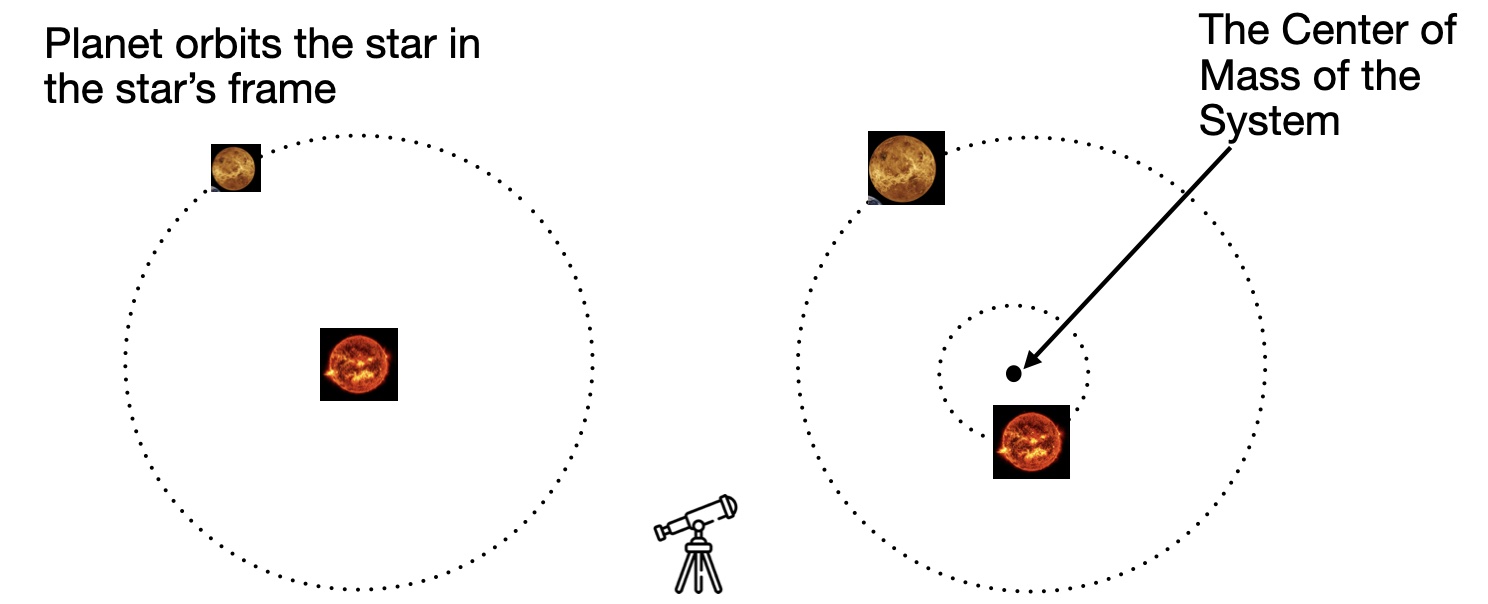 Planet orbits the star in
the star’s frame
The Center of
Mass of the
System